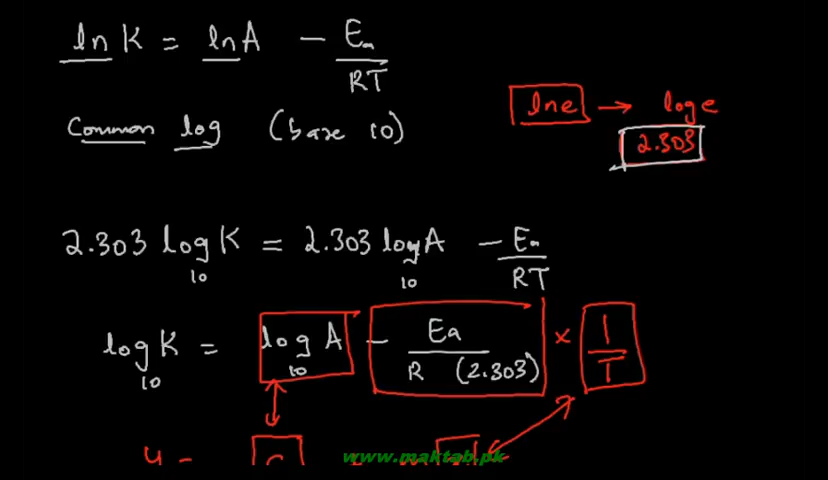 ln K = ln A - Ea/RT
lne → log e
2.303
Common log (base 10)
2.303 log₁₀ K = 2.303 log₁₀ A - Ea/RT
log₁₀ K = log₁₀ A - Ea/R (2.303) × 1/T
y = C
www.maktab.pk